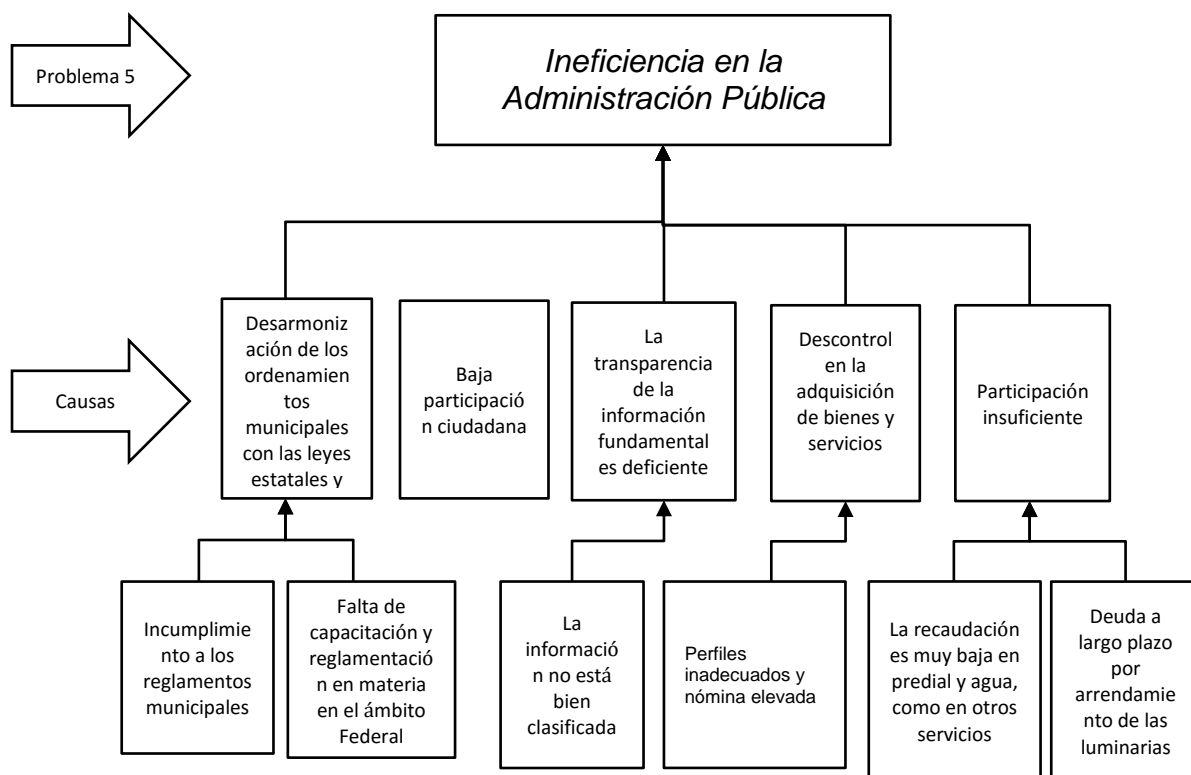 Problema 5
Ineficiencia en la
Administración Pública
Causas
Desarmoniz
ación de los
ordenamien
tos
municipales
con las leyes
estatales y
Baja
participació
n ciudadana
La
transparencia
de la
información
fundamental
es deficiente
Descontrol
en la
adquisición
de bienes y
servicios
Participación
insuficiente
Incumplimie
nto a los
reglamentos
municipales
Falta de
capacitación y
reglamentació
n en materia
en el ámbito
Federal
La
informació
n no está
bien
clasificada
Perfiles
inadecuados y
nómina elevada
La recaudación
es muy baja en
predial y agua,
como en otros
servicios
Deuda a
largo plazo
por
arrendamie
nto de las
luminarias